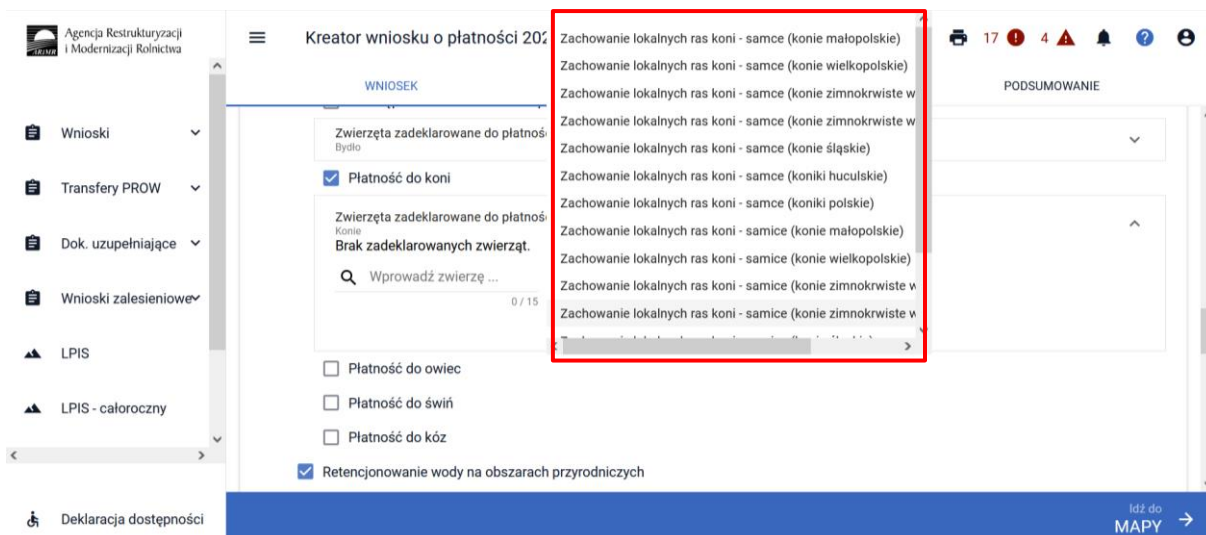 Agencja Restrukturyzacji
i Modernizacji Rolnictwa
ARiMR
Kreator wniosku o płatności 202
17
4
WNIOSEK
PODSUMOWANIE
Wnioski
Transfery PROW
Dok. uzupełniające
Wnioski zalesieniowe
LPIS
LPIS - całoroczny
Deklaracja dostępności
Zwierzęta zadeklarowane do płatnoś
Bydło
Płatność do koni
Zwierzęta zadeklarowane do płatnoś
Konie
Brak zadeklarowanych zwierząt.
Wprowadź zwierzę ...
0 / 15
Zachowanie lokalnych ras koni - samce (konie małopolskie)
Zachowanie lokalnych ras koni - samce (konie wielkopolskie)
Zachowanie lokalnych ras koni - samce (konie zimnokrwiste w
Zachowanie lokalnych ras koni - samce (konie zimnokrwiste w
Zachowanie lokalnych ras koni - samce (konie śląskie)
Zachowanie lokalnych ras koni - samce (koniki huculskie)
Zachowanie lokalnych ras koni - samce (koniki polskie)
Zachowanie lokalnych ras koni - samice (konie małopolskie)
Zachowanie lokalnych ras koni - samice (konie wielkopolskie)
Zachowanie lokalnych ras koni - samice (konie zimnokrwiste w
Zachowanie lokalnych ras koni - samice (konie zimnokrwiste w
Płatność do owiec
Płatność do świń
Płatność do kóz
Retencjonowanie wody na obszarach przyrodniczych
Idź do
MAPY